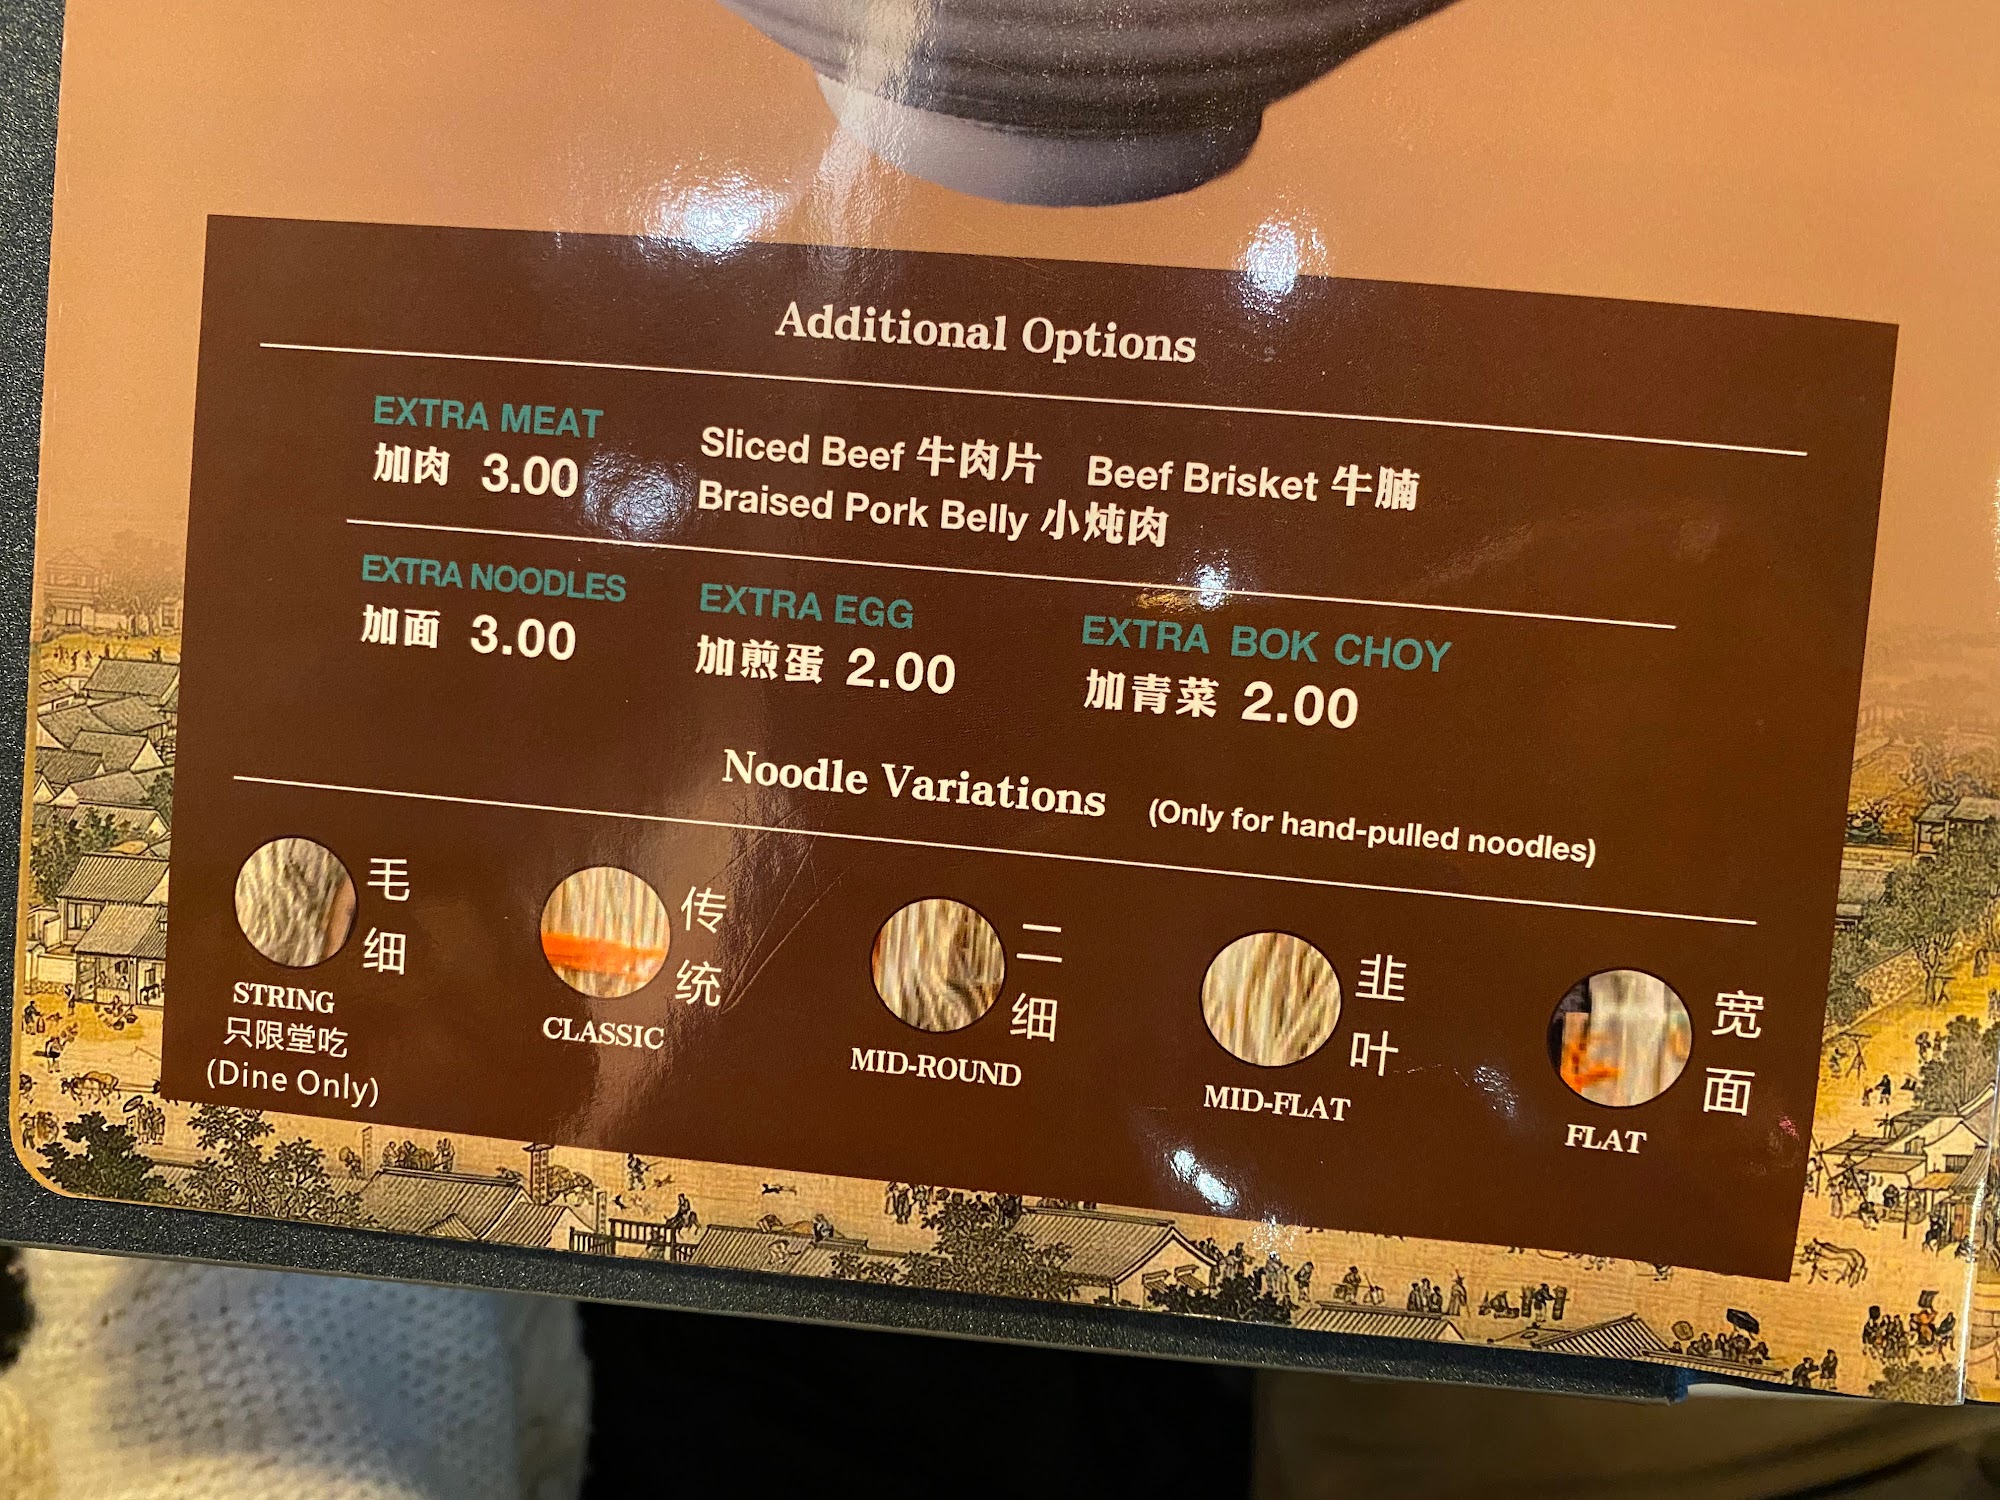 Additional Options
EXTRA MEAT
加肉 3.00
Sliced Beef 牛肉片 Beef Brisket 牛腩
Braised Pork Belly 小炖肉
EXTRA NOODLES
加面 3.00
EXTRA EGG
加煎蛋 2.00
EXTRA BOK CHOY
加青菜 2.00
Noodle Variations (Only for hand-pulled noodles)
毛细
STRING
只限堂吃
(Dine Only)
传统
CLASSIC
二细
MID-ROUND
韭叶
MID-FLAT
宽面
FLAT